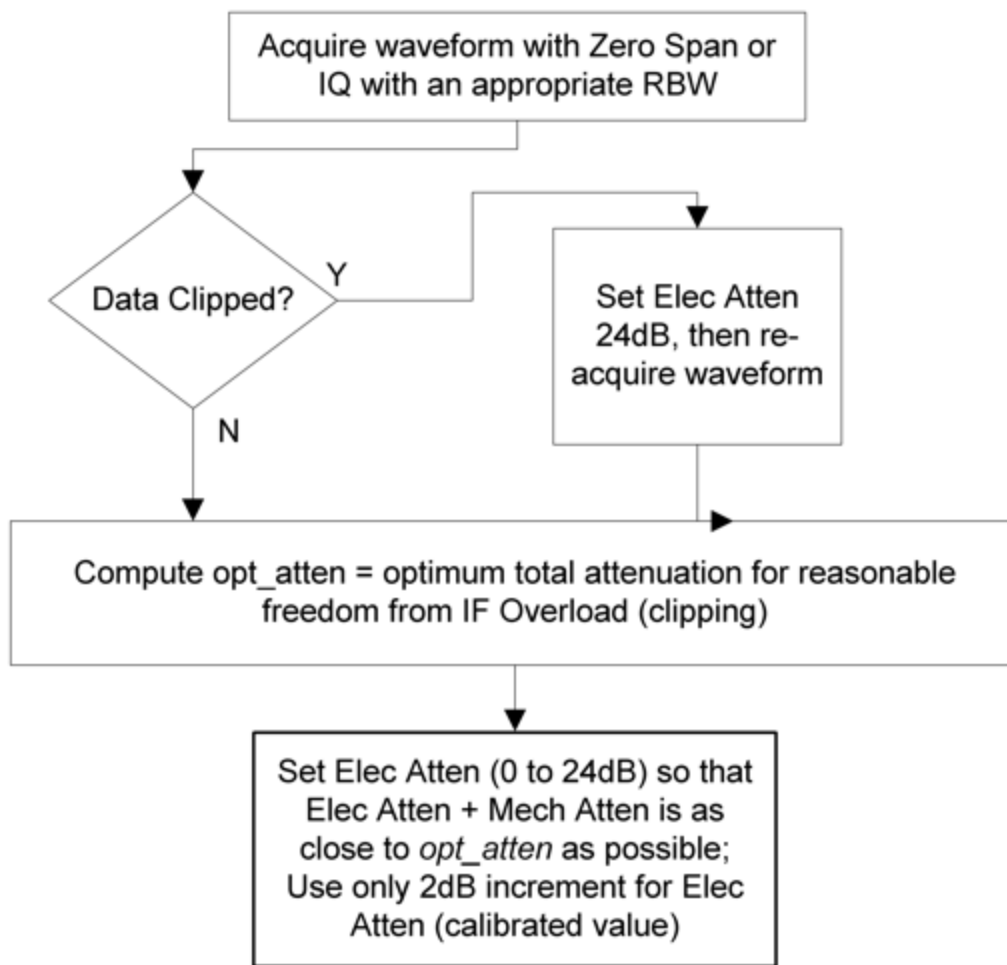 Acquire waveform with Zero Span or
IQ with an appropriate RBW
Data Clipped?
Y
Set Elec Atten
24dB, then re-
acquire waveform
N
Compute opt_atten = optimum total attenuation for reasonable
freedom from IF Overload (clipping)
Set Elec Atten (0 to 24dB) so that
Elec Atten + Mech Atten is as
close to opt_atten as possible;
Use only 2dB increment for Elec
Atten (calibrated value)